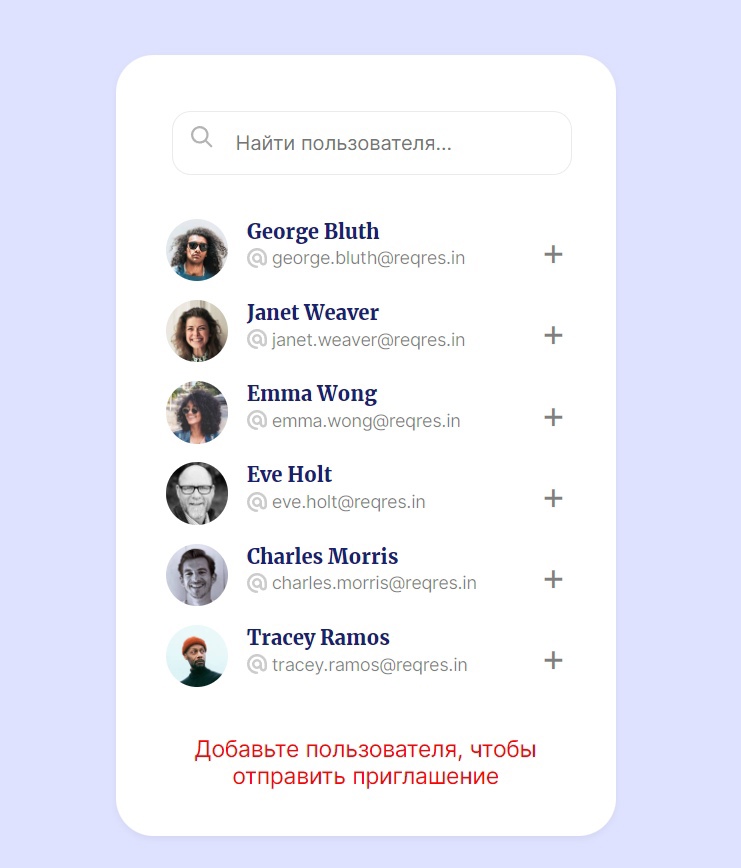 Найти пользователя...
George Bluth
george.bluth@reqres.in
Janet Weaver
janet.weaver@reqres.in
Emma Wong
emma.wong@reqres.in
Eve Holt
eve.holt@reqres.in
Charles Morris
charles.morris@reqres.in
Tracey Ramos
tracey.ramos@reqres.in
Добавьте пользователя, чтобы
отправить приглашение